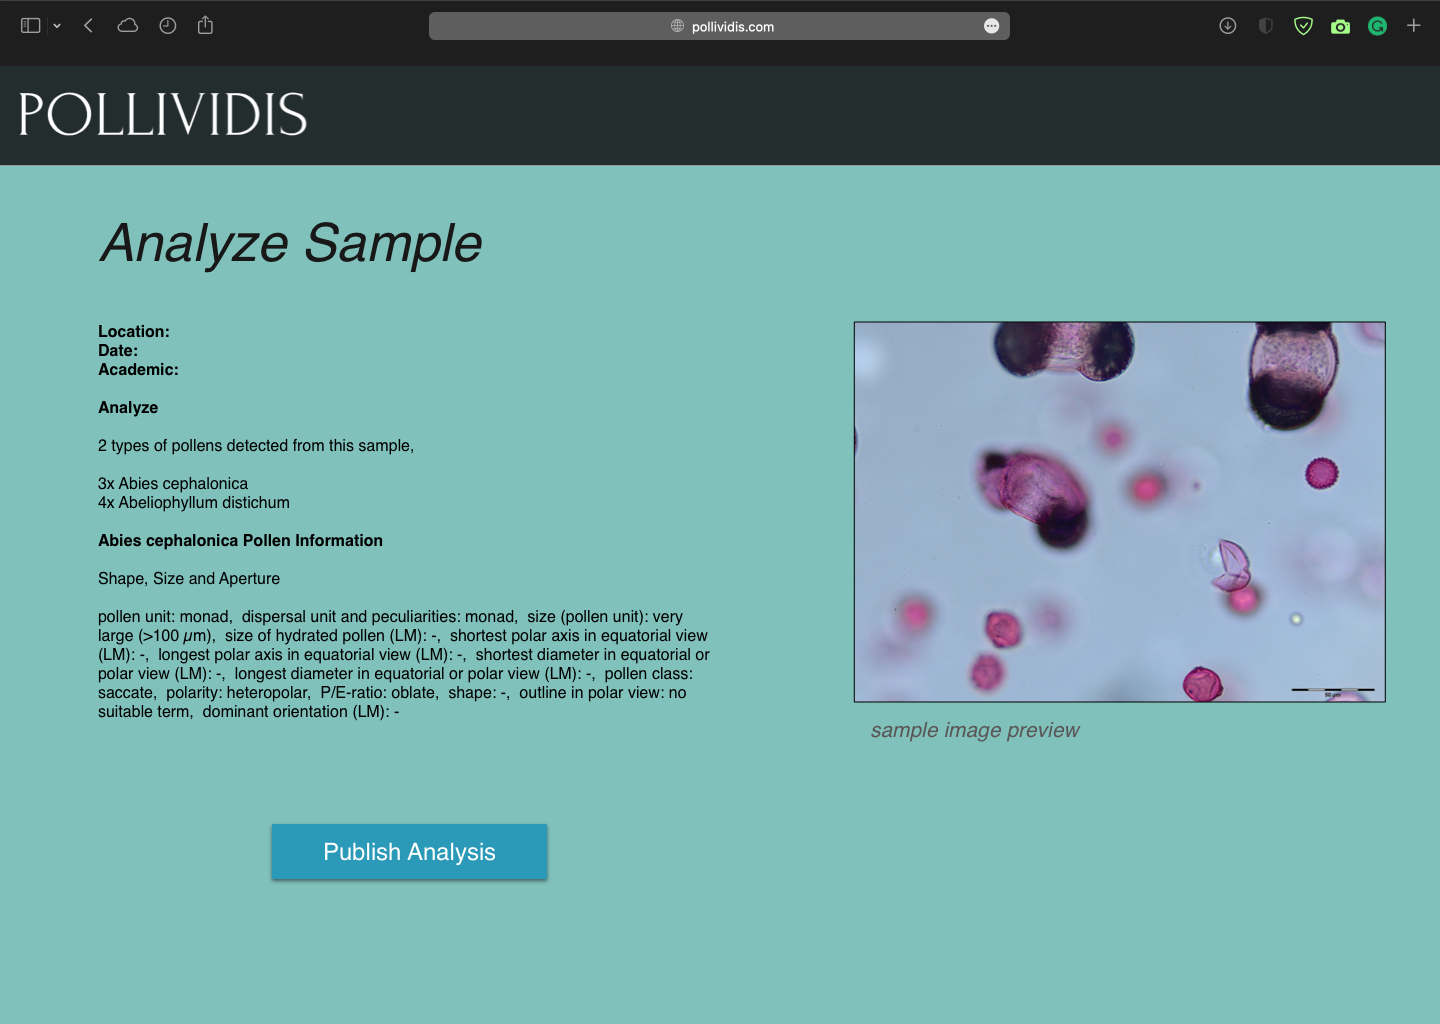 pollividis.com
POLLIVIDIS
Analyze Sample
Location:
Date:
Academic:
Analyze
2 types of pollens detected from this sample,
3x Abies cephalonica
4x Abeliophyllum distichum
Abies cephalonica Pollen Information
Shape, Size and Aperture
pollen unit: monad,  dispersal unit and peculiarities: monad,  size (pollen unit): very
large (>100 µm),  size of hydrated pollen (LM): -,  shortest polar axis in equatorial view
(LM): -,  longest polar axis in equatorial view (LM): -,  shortest diameter in equatorial or
polar view (LM): -,  longest diameter in equatorial or polar view (LM): -,  pollen class:
saccate,  polarity: heteropolar,  P/E-ratio: oblate,  shape: -,  outline in polar view: no
suitable term,  dominant orientation (LM): -
50 µm
sample image preview
Publish Analysis